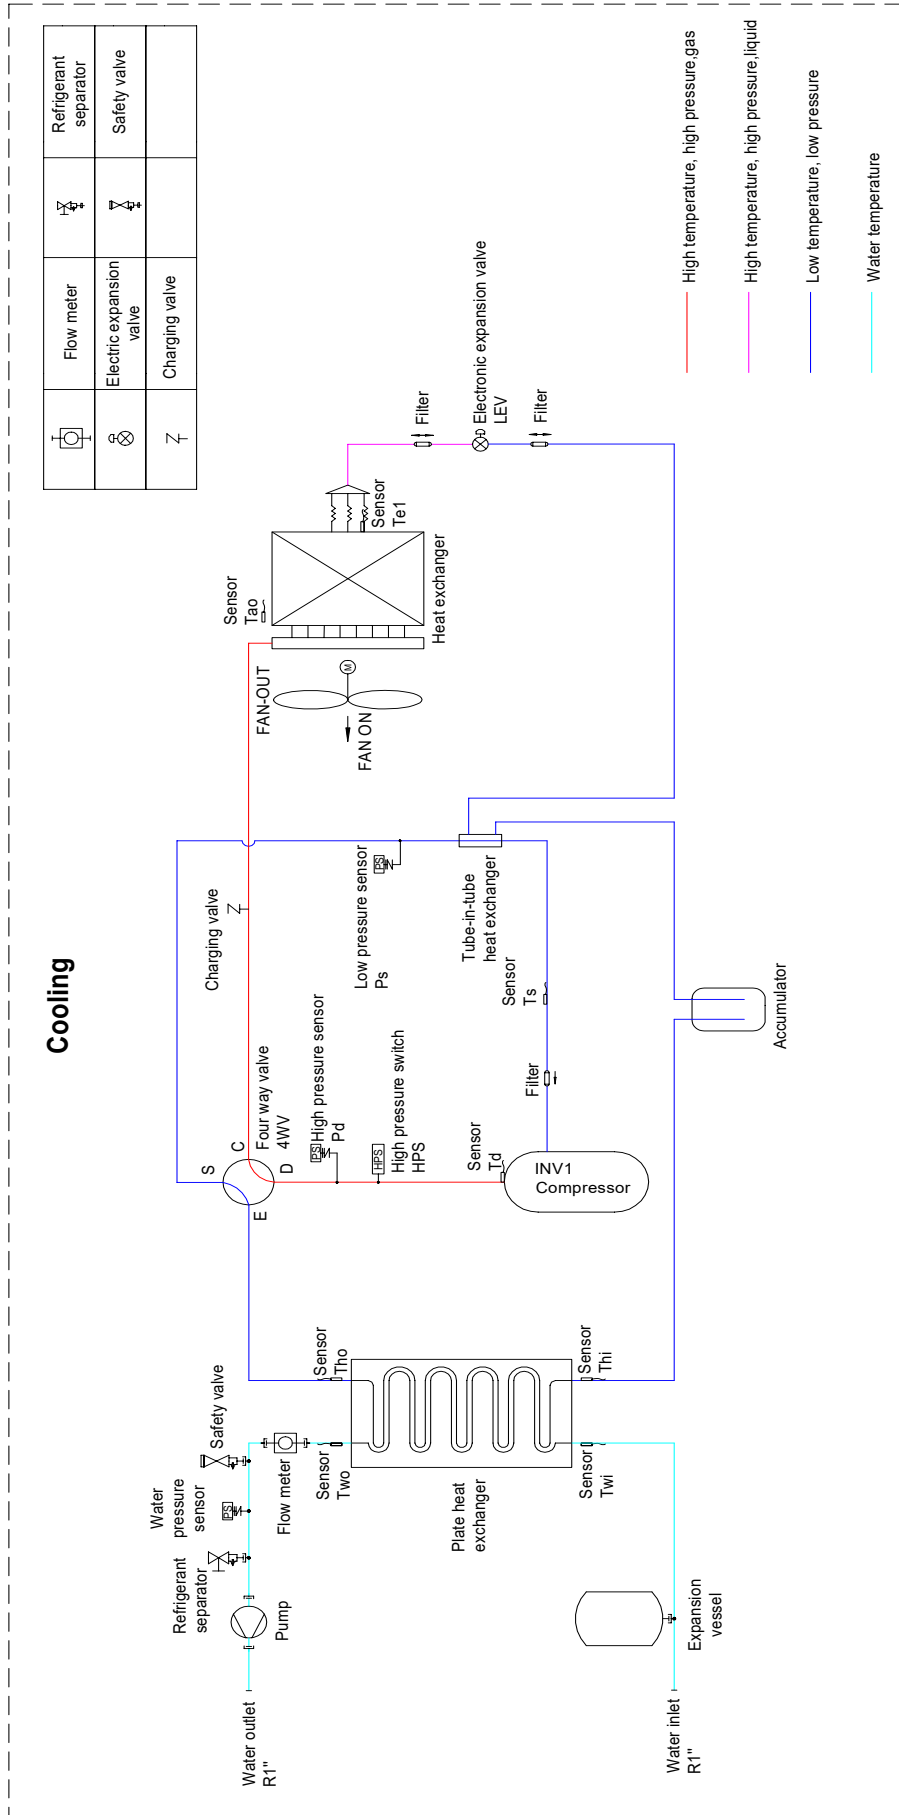 Cooling
Flow meter
Refrigerant
separator
Electric expansion
valve
Safety valve
Charging valve
Water outlet
R1"
Pump
Refrigerant
separator
Water
pressure
sensor
PS
Safety valve
Flow meter
Sensor
Two
Sensor
Tho
Plate heat
exchanger
Sensor
Twi
Sensor
Thi
Expansion
vessel
Water inlet
R1"
S
C
E
D
Four way valve
4WV
PS
High pressure sensor
Pd
HPS
High pressure switch
HPS
Sensor
Td
INV1
Compressor
Filter
Sensor
Ts
Charging valve
PS
Low pressure sensor
Ps
Tube-in-tube
heat exchanger
Accumulator
FAN-OUT
M
FAN ON
Sensor
Tao
Heat exchanger
Sensor
Te1
Filter
Electronic expansion valve
LEV
Filter
High temperature, high pressure,gas
High temperature, high pressure,liquid
Low temperature, low pressure
Water temperature